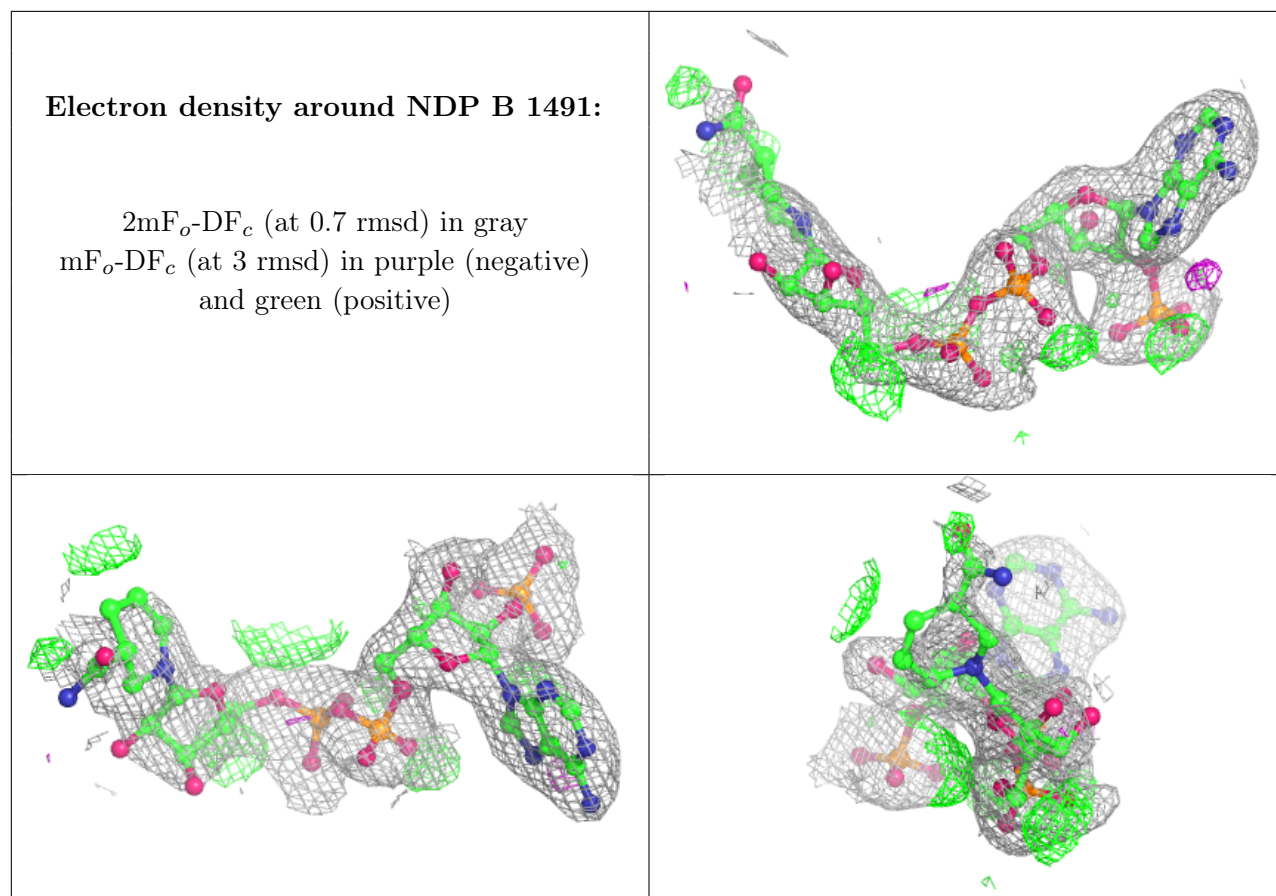 Electron density around NDP B 1491:
2mFo-DFc (at 0.7 rmsd) in gray
mFo-DFc (at 3 rmsd) in purple (negative)
and green (positive)